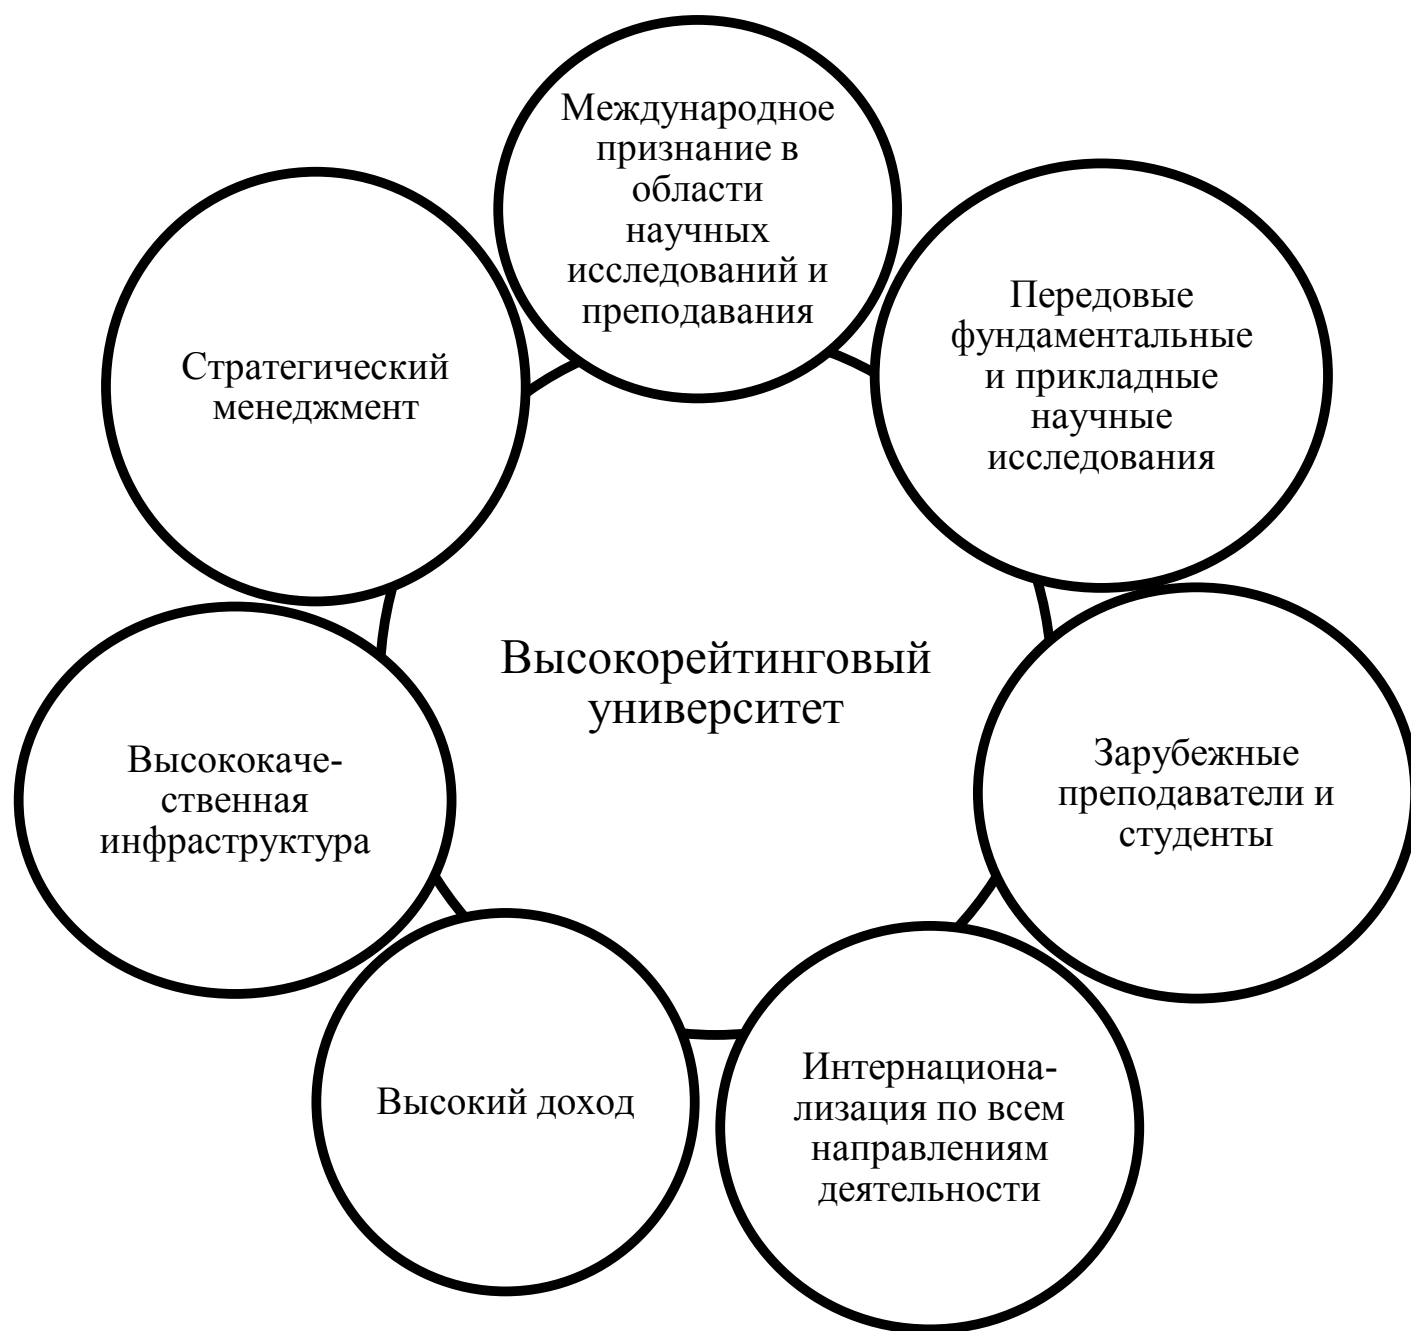 Международное
признание в
области
научных
исследований и
преподавания
Передовые
фундаментальные
и прикладные
научные
исследования
Зарубежные
преподаватели и
студенты
Интернациона-
лизация по всем
направлениям
деятельности
Высокий доход
Высококаче-
ственная
инфраструктура
Стратегический
менеджмент
Высокорейтинговый
университет